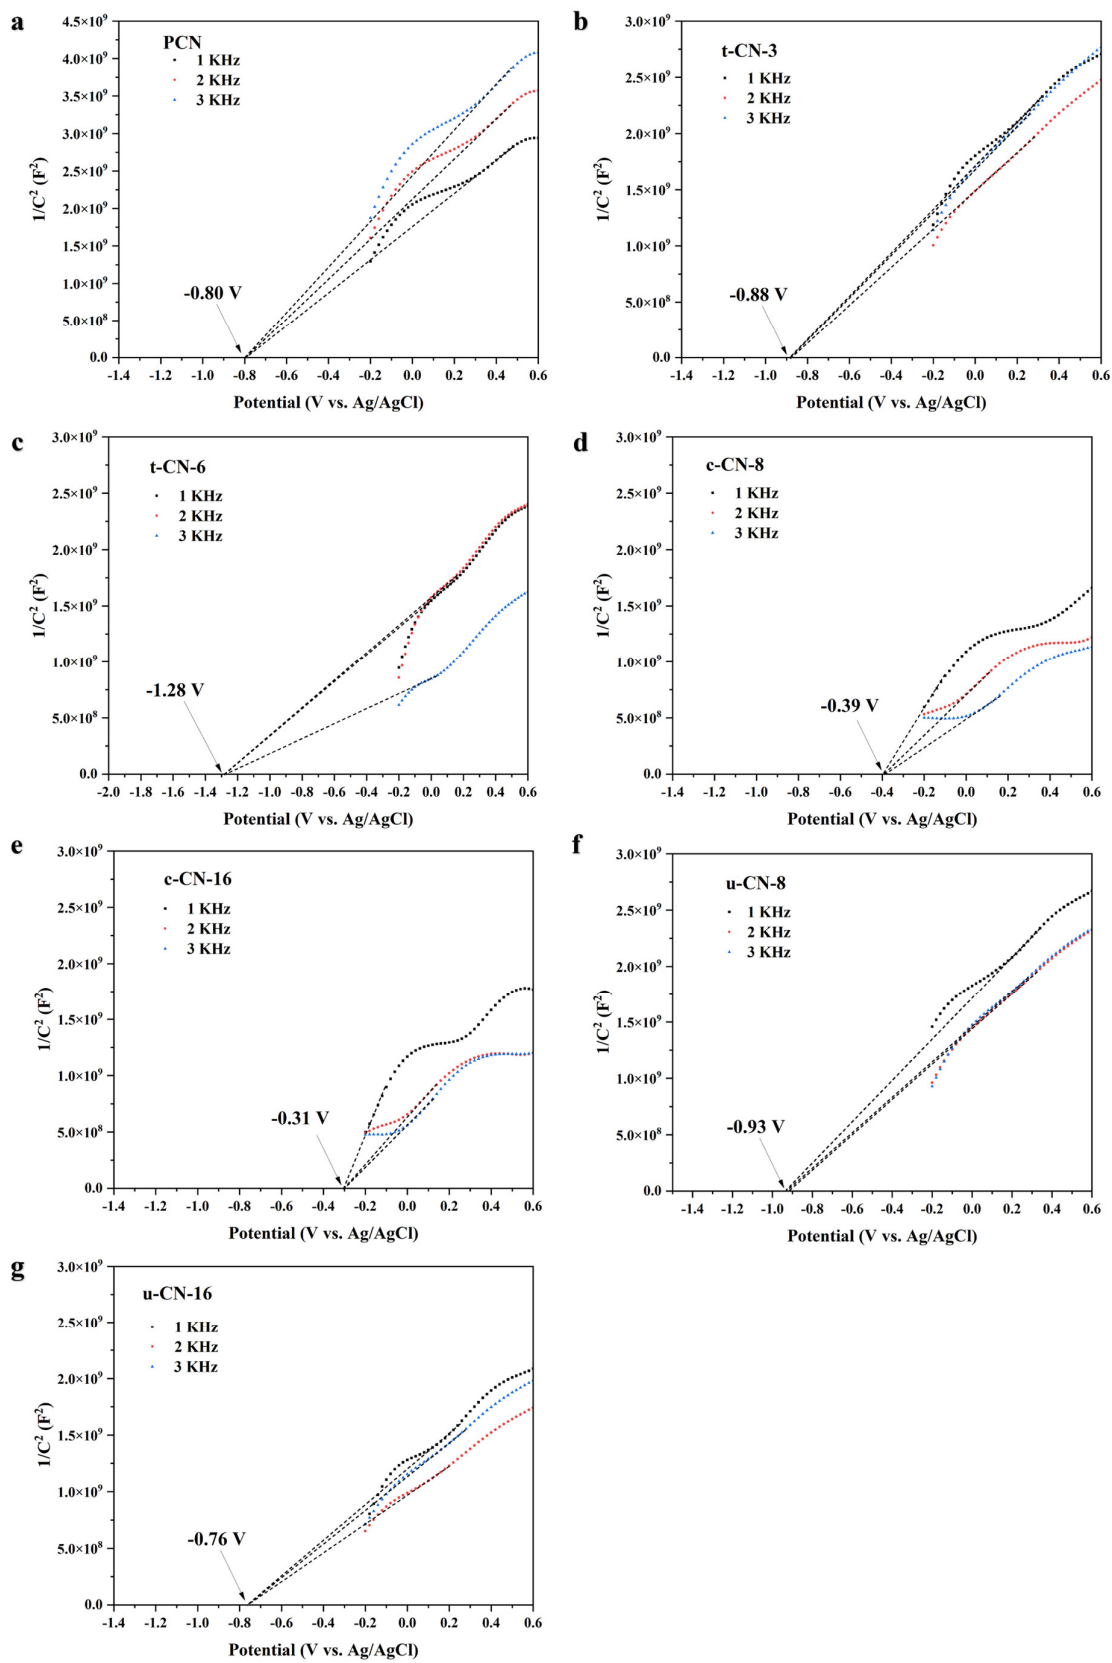 a
PCN
1 KHz
2 KHz
3 KHz
4.5×10⁹
4.0×10⁹
3.5×10⁹
3.0×10⁹
2.5×10⁹
2.0×10⁹
1.5×10⁹
1.0×10⁹
5.0×10⁸
0.0
1/C² (F²)
-0.80 V
-1.4 -1.2 -1.0 -0.8 -0.6 -0.4 -0.2 0.0 0.2 0.4 0.6
Potential (V vs. Ag/AgCl)
b
t-CN-3
1 KHz
2 KHz
3 KHz
3.0×10⁹
2.5×10⁹
2.0×10⁹
1.5×10⁹
1.0×10⁹
5.0×10⁸
0.0
1/C² (F²)
-0.88 V
-1.4 -1.2 -1.0 -0.8 -0.6 -0.4 -0.2 0.0 0.2 0.4 0.6
Potential (V vs. Ag/AgCl)
c
t-CN-6
1 KHz
2 KHz
3 KHz
3.0×10⁹
2.5×10⁹
2.0×10⁹
1.5×10⁹
1.0×10⁹
5.0×10⁸
0.0
1/C² (F²)
-1.28 V
-2.0 -1.8 -1.6 -1.4 -1.2 -1.0 -0.8 -0.6 -0.4 -0.2 0.0 0.2 0.4 0.6
Potential (V vs. Ag/AgCl)
d
c-CN-8
1 KHz
2 KHz
3 KHz
3.0×10⁹
2.5×10⁹
2.0×10⁹
1.5×10⁹
1.0×10⁹
5.0×10⁸
0.0
1/C² (F²)
-0.39 V
-1.4 -1.2 -1.0 -0.8 -0.6 -0.4 -0.2 0.0 0.2 0.4 0.6
Potential (V vs. Ag/AgCl)
e
c-CN-16
1 KHz
2 KHz
3 KHz
3.0×10⁹
2.5×10⁹
2.0×10⁹
1.5×10⁹
1.0×10⁹
5.0×10⁸
0.0
1/C² (F²)
-0.31 V
-1.4 -1.2 -1.0 -0.8 -0.6 -0.4 -0.2 0.0 0.2 0.4 0.6
Potential (V vs. Ag/AgCl)
f
u-CN-8
1 KHz
2 KHz
3 KHz
3.0×10⁹
2.5×10⁹
2.0×10⁹
1.5×10⁹
1.0×10⁹
5.0×10⁸
0.0
1/C² (F²)
-0.93 V
-1.4 -1.2 -1.0 -0.8 -0.6 -0.4 -0.2 0.0 0.2 0.4 0.6
Potential (V vs. Ag/AgCl)
g
u-CN-16
1 KHz
2 KHz
3 KHz
3.0×10⁹
2.5×10⁹
2.0×10⁹
1.5×10⁹
1.0×10⁹
5.0×10⁸
0.0
1/C² (F²)
-0.76 V
-1.4 -1.2 -1.0 -0.8 -0.6 -0.4 -0.2 0.0 0.2 0.4 0.6
Potential (V vs. Ag/AgCl)